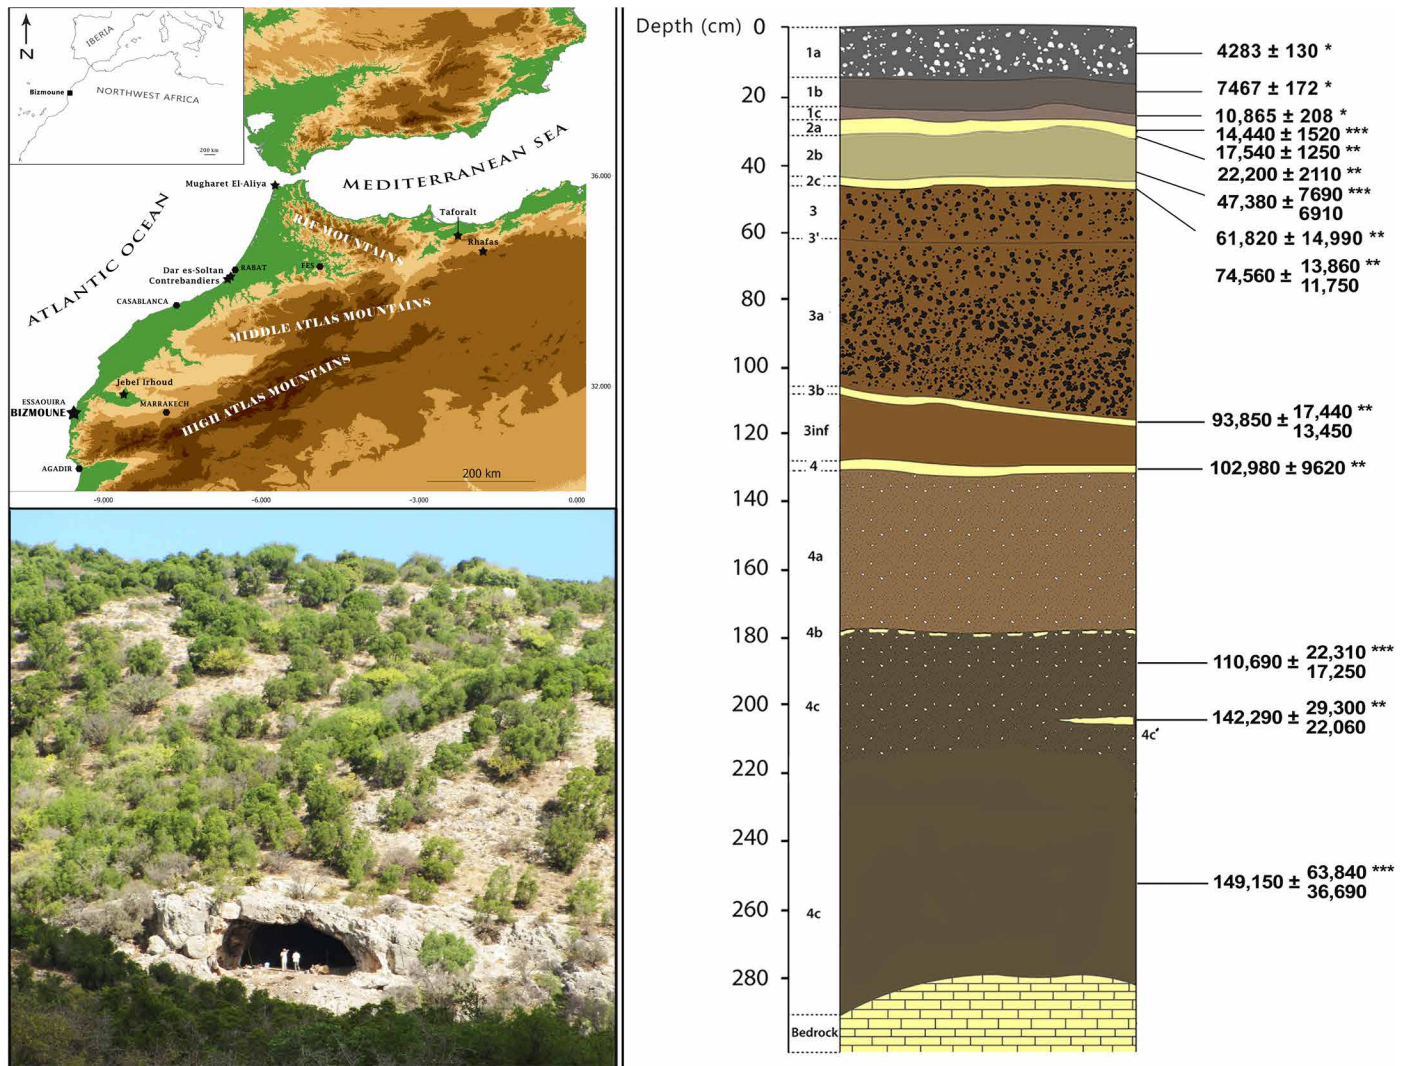 N
IBERIA
Bizmoune
NORTHWEST AFRICA
200 km
ATLANTIC OCEAN
MEDITERRANEAN SEA
Mugharet El-Aliya
36.000
Taforalt
RIF MOUNTAINS
Rhafas
Dar es-Soltan
RABAT
FES
Contrebandiers
CASABLANCA
MIDDLE ATLAS MOUNTAINS
32.000
Jebel Irhoud
ESSAOUIRA
MARRAKECH
BIZMOUNE
HIGH ATLAS MOUNTAINS
AGADIR
200 km
-9.000 -6.000 -3.000 0.000
Depth (cm) 0
20
40
60
80
100
120
140
160
180
200
220
240
260
280
1a
1b
1c
2a
2b
2c
3
3'
3a
3b
3inf
4
4a
4b
4c
4c'
4c
Bedrock
4283 ± 130 *
7467 ± 172 *
10,865 ± 208 *
14,440 ± 1520 ***
17,540 ± 1250 **
22,200 ± 2110 **
47,380 ± 7690 ***
6910
61,820 ± 14,990 **
74,560 ± 13,860 **
11,750
93,850 ± 17,440 **
13,450
102,980 ± 9620 **
110,690 ± 22,310 ***
17,250
142,290 ± 29,300 **
22,060
149,150 ± 63,840 ***
36,690